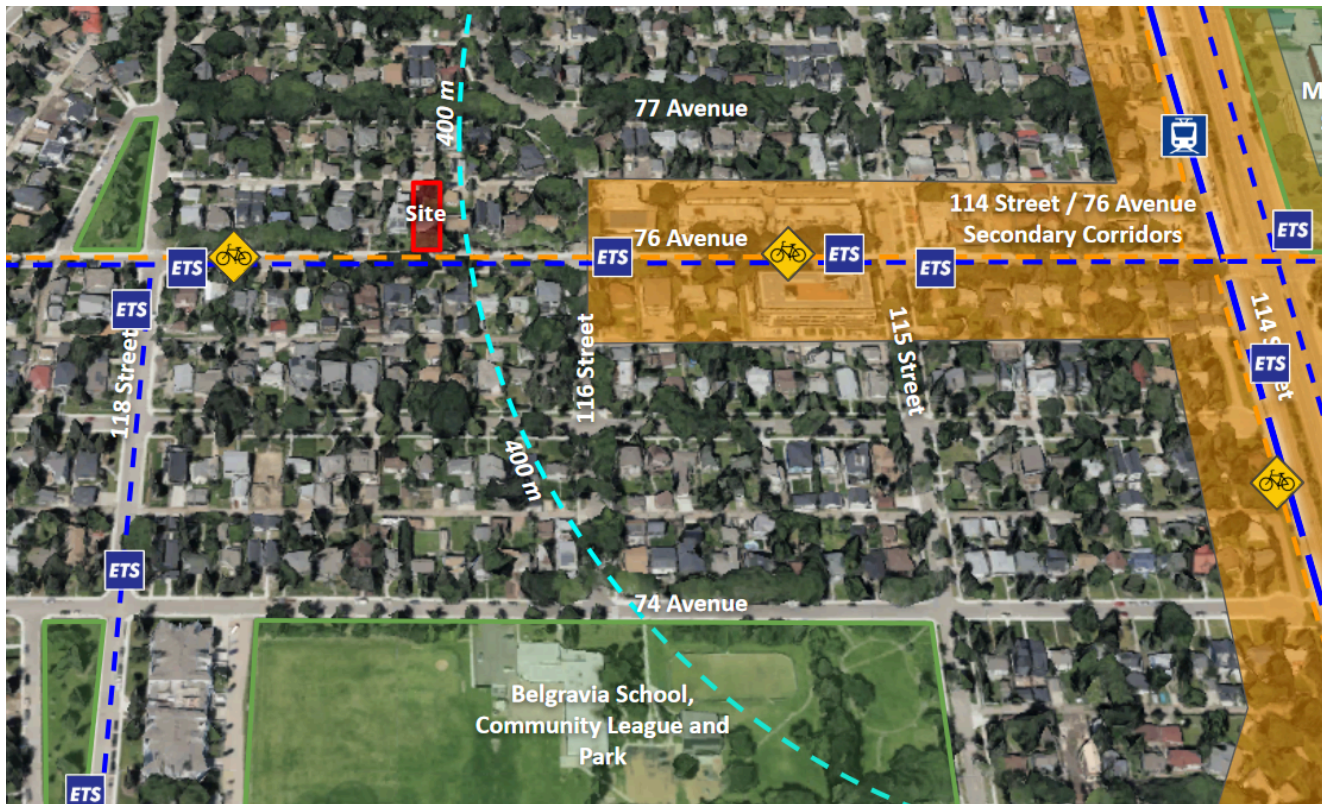 400 m
77 Avenue
M
Site
114 Street / 76 Avenue
Secondary Corridors
76 Avenue
ETS
ETS
ETS
ETS
ETS
ETS
118 Street
116 Street
115 Street
114 Street
ETS
400 m
ETS
74 Avenue
Belgravia School,
Community League and
Park
ETS